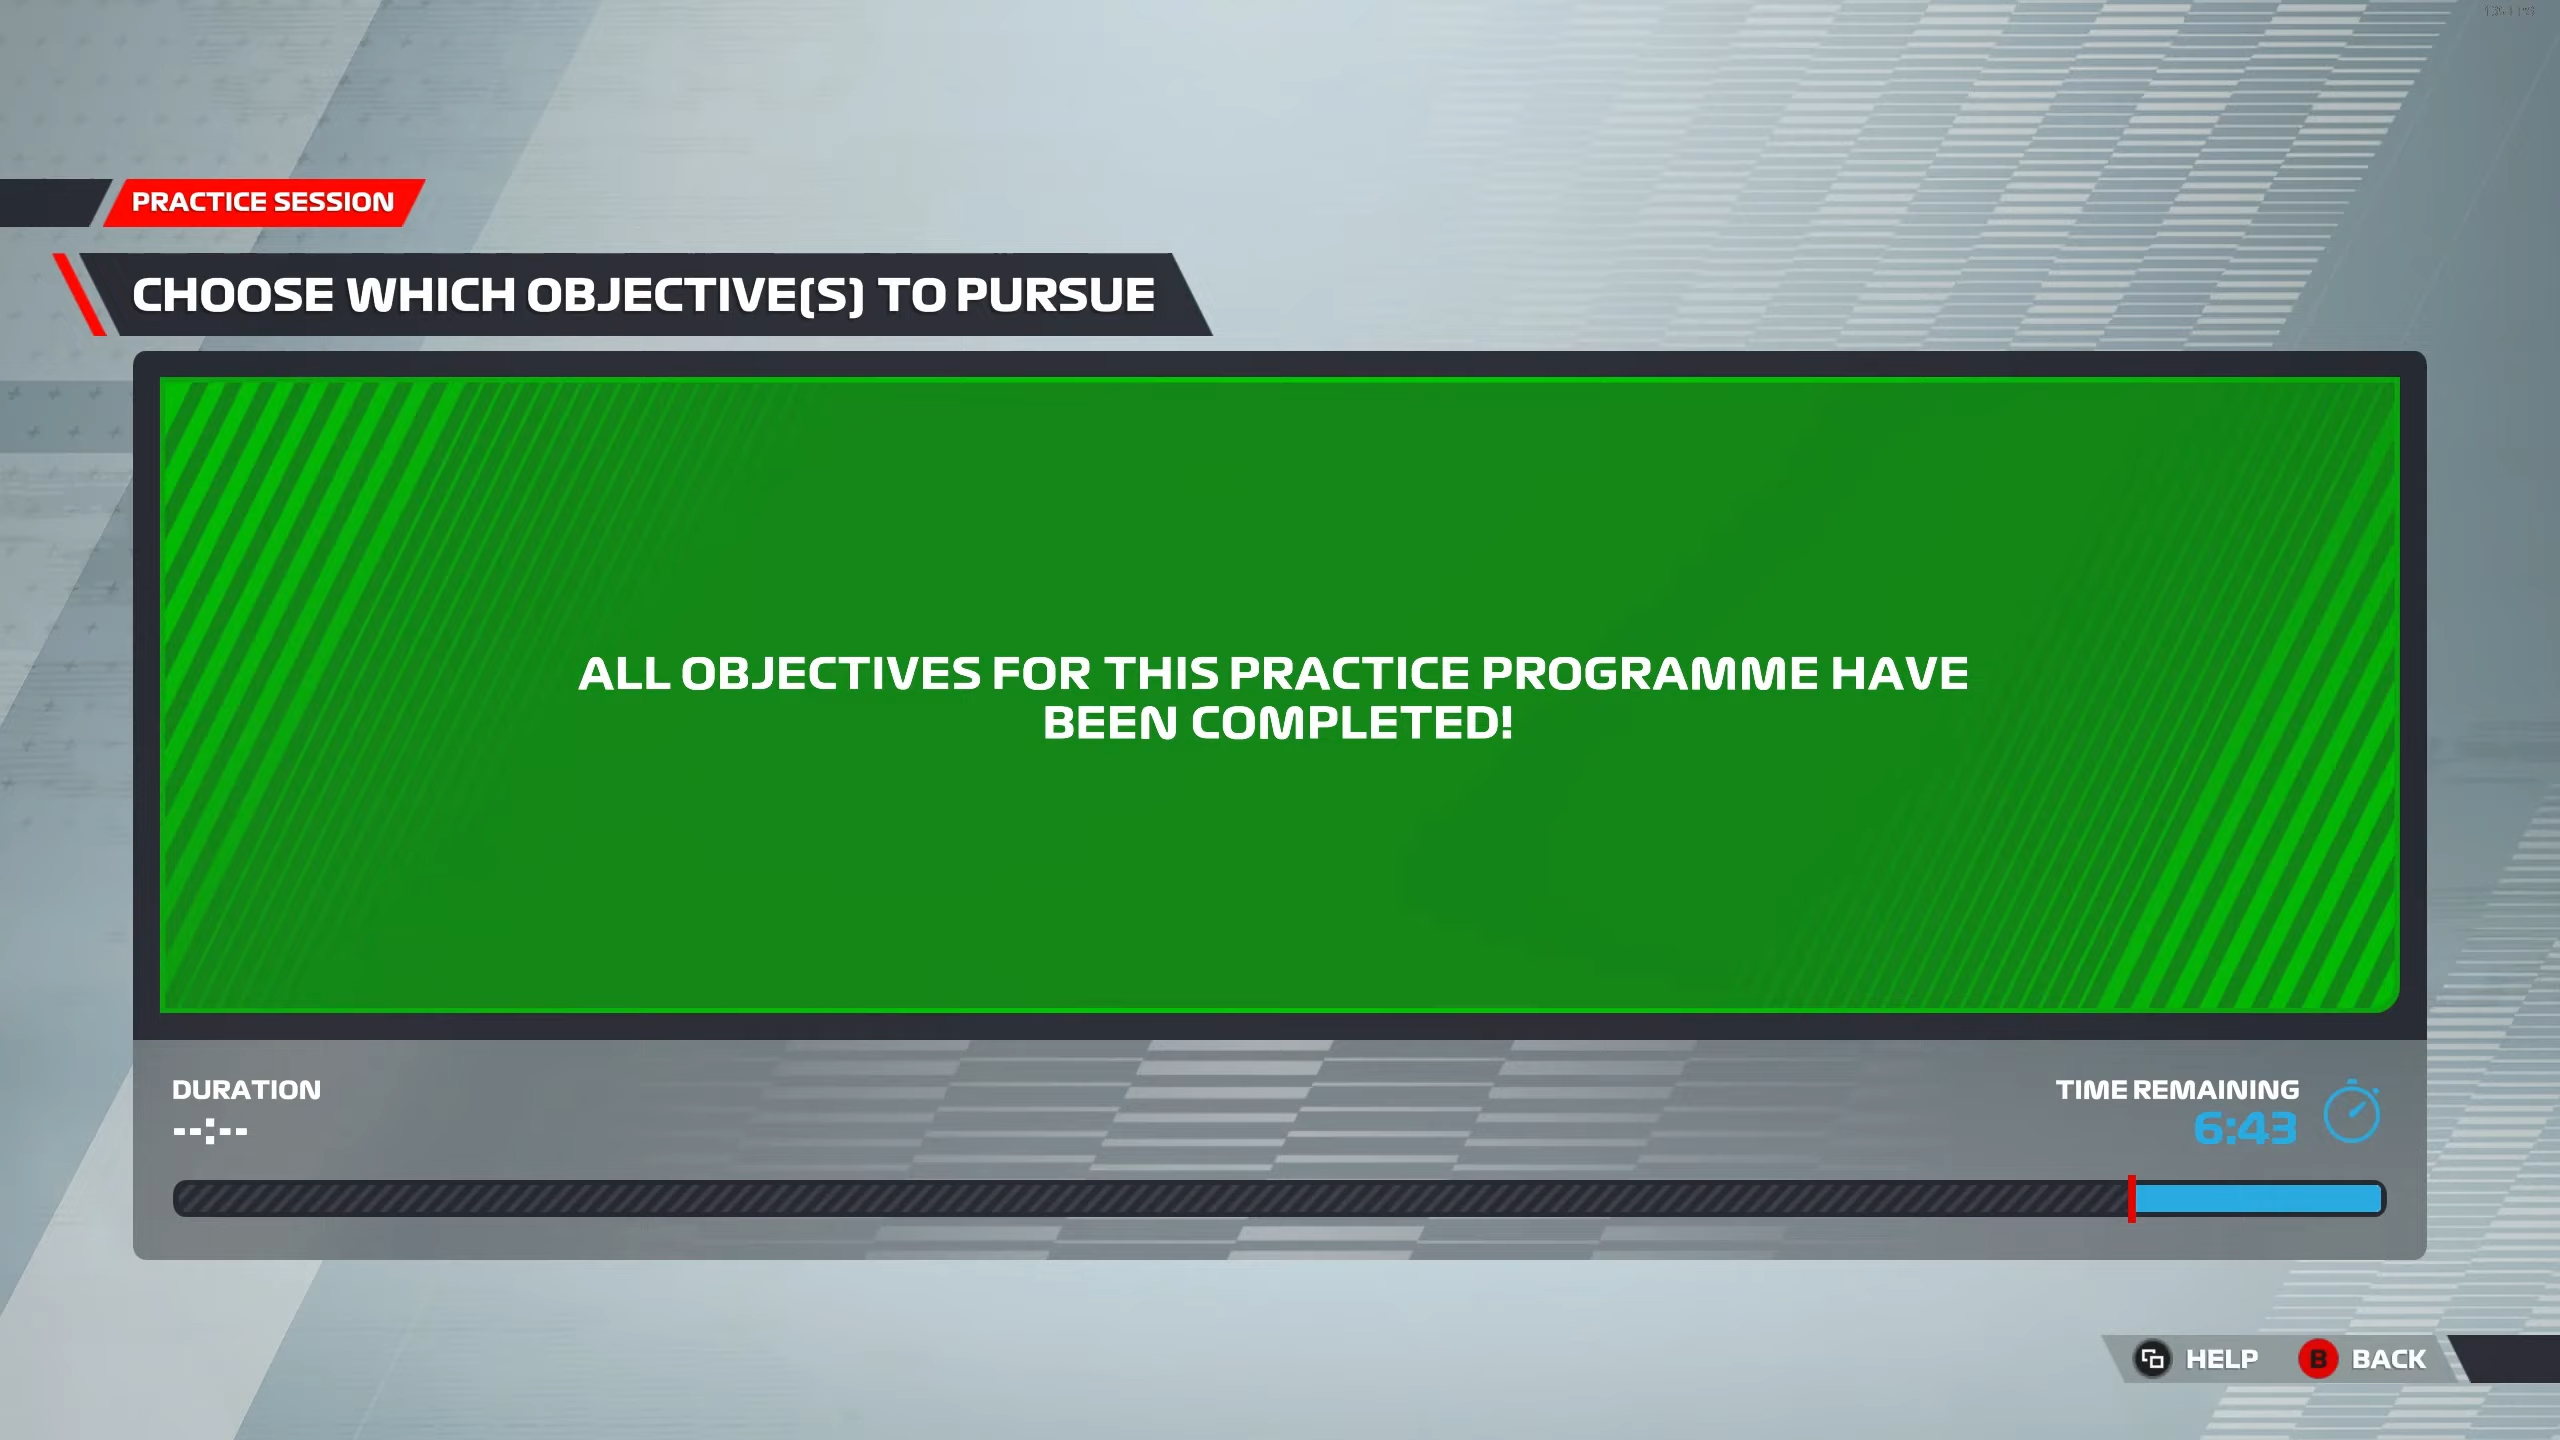 PRACTICE SESSION
CHOOSE WHICH OBJECTIVE(S) TO PURSUE
ALL OBJECTIVES FOR THIS PRACTICE PROGRAMME HAVE
BEEN COMPLETED!
DURATION
--:--
TIME REMAINING
6:43
HELP
B BACK